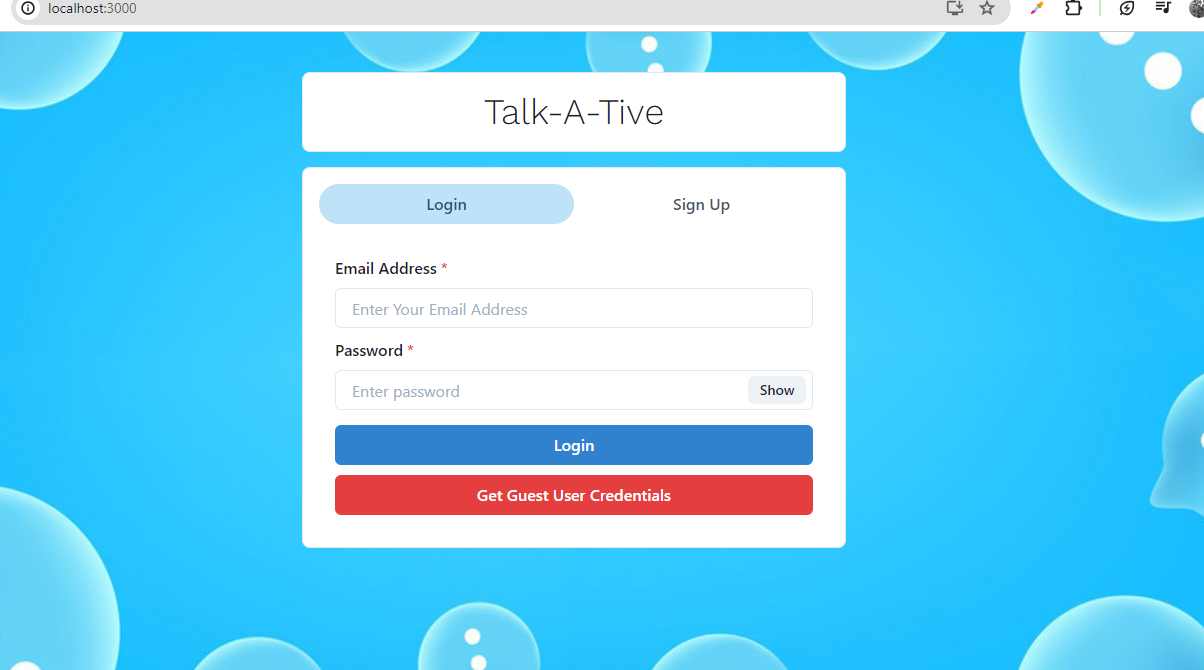 localhost:3000
Talk-A-Tive
Login Sign Up
Email Address *
Enter Your Email Address
Password *
Enter password Show
Login
Get Guest User Credentials